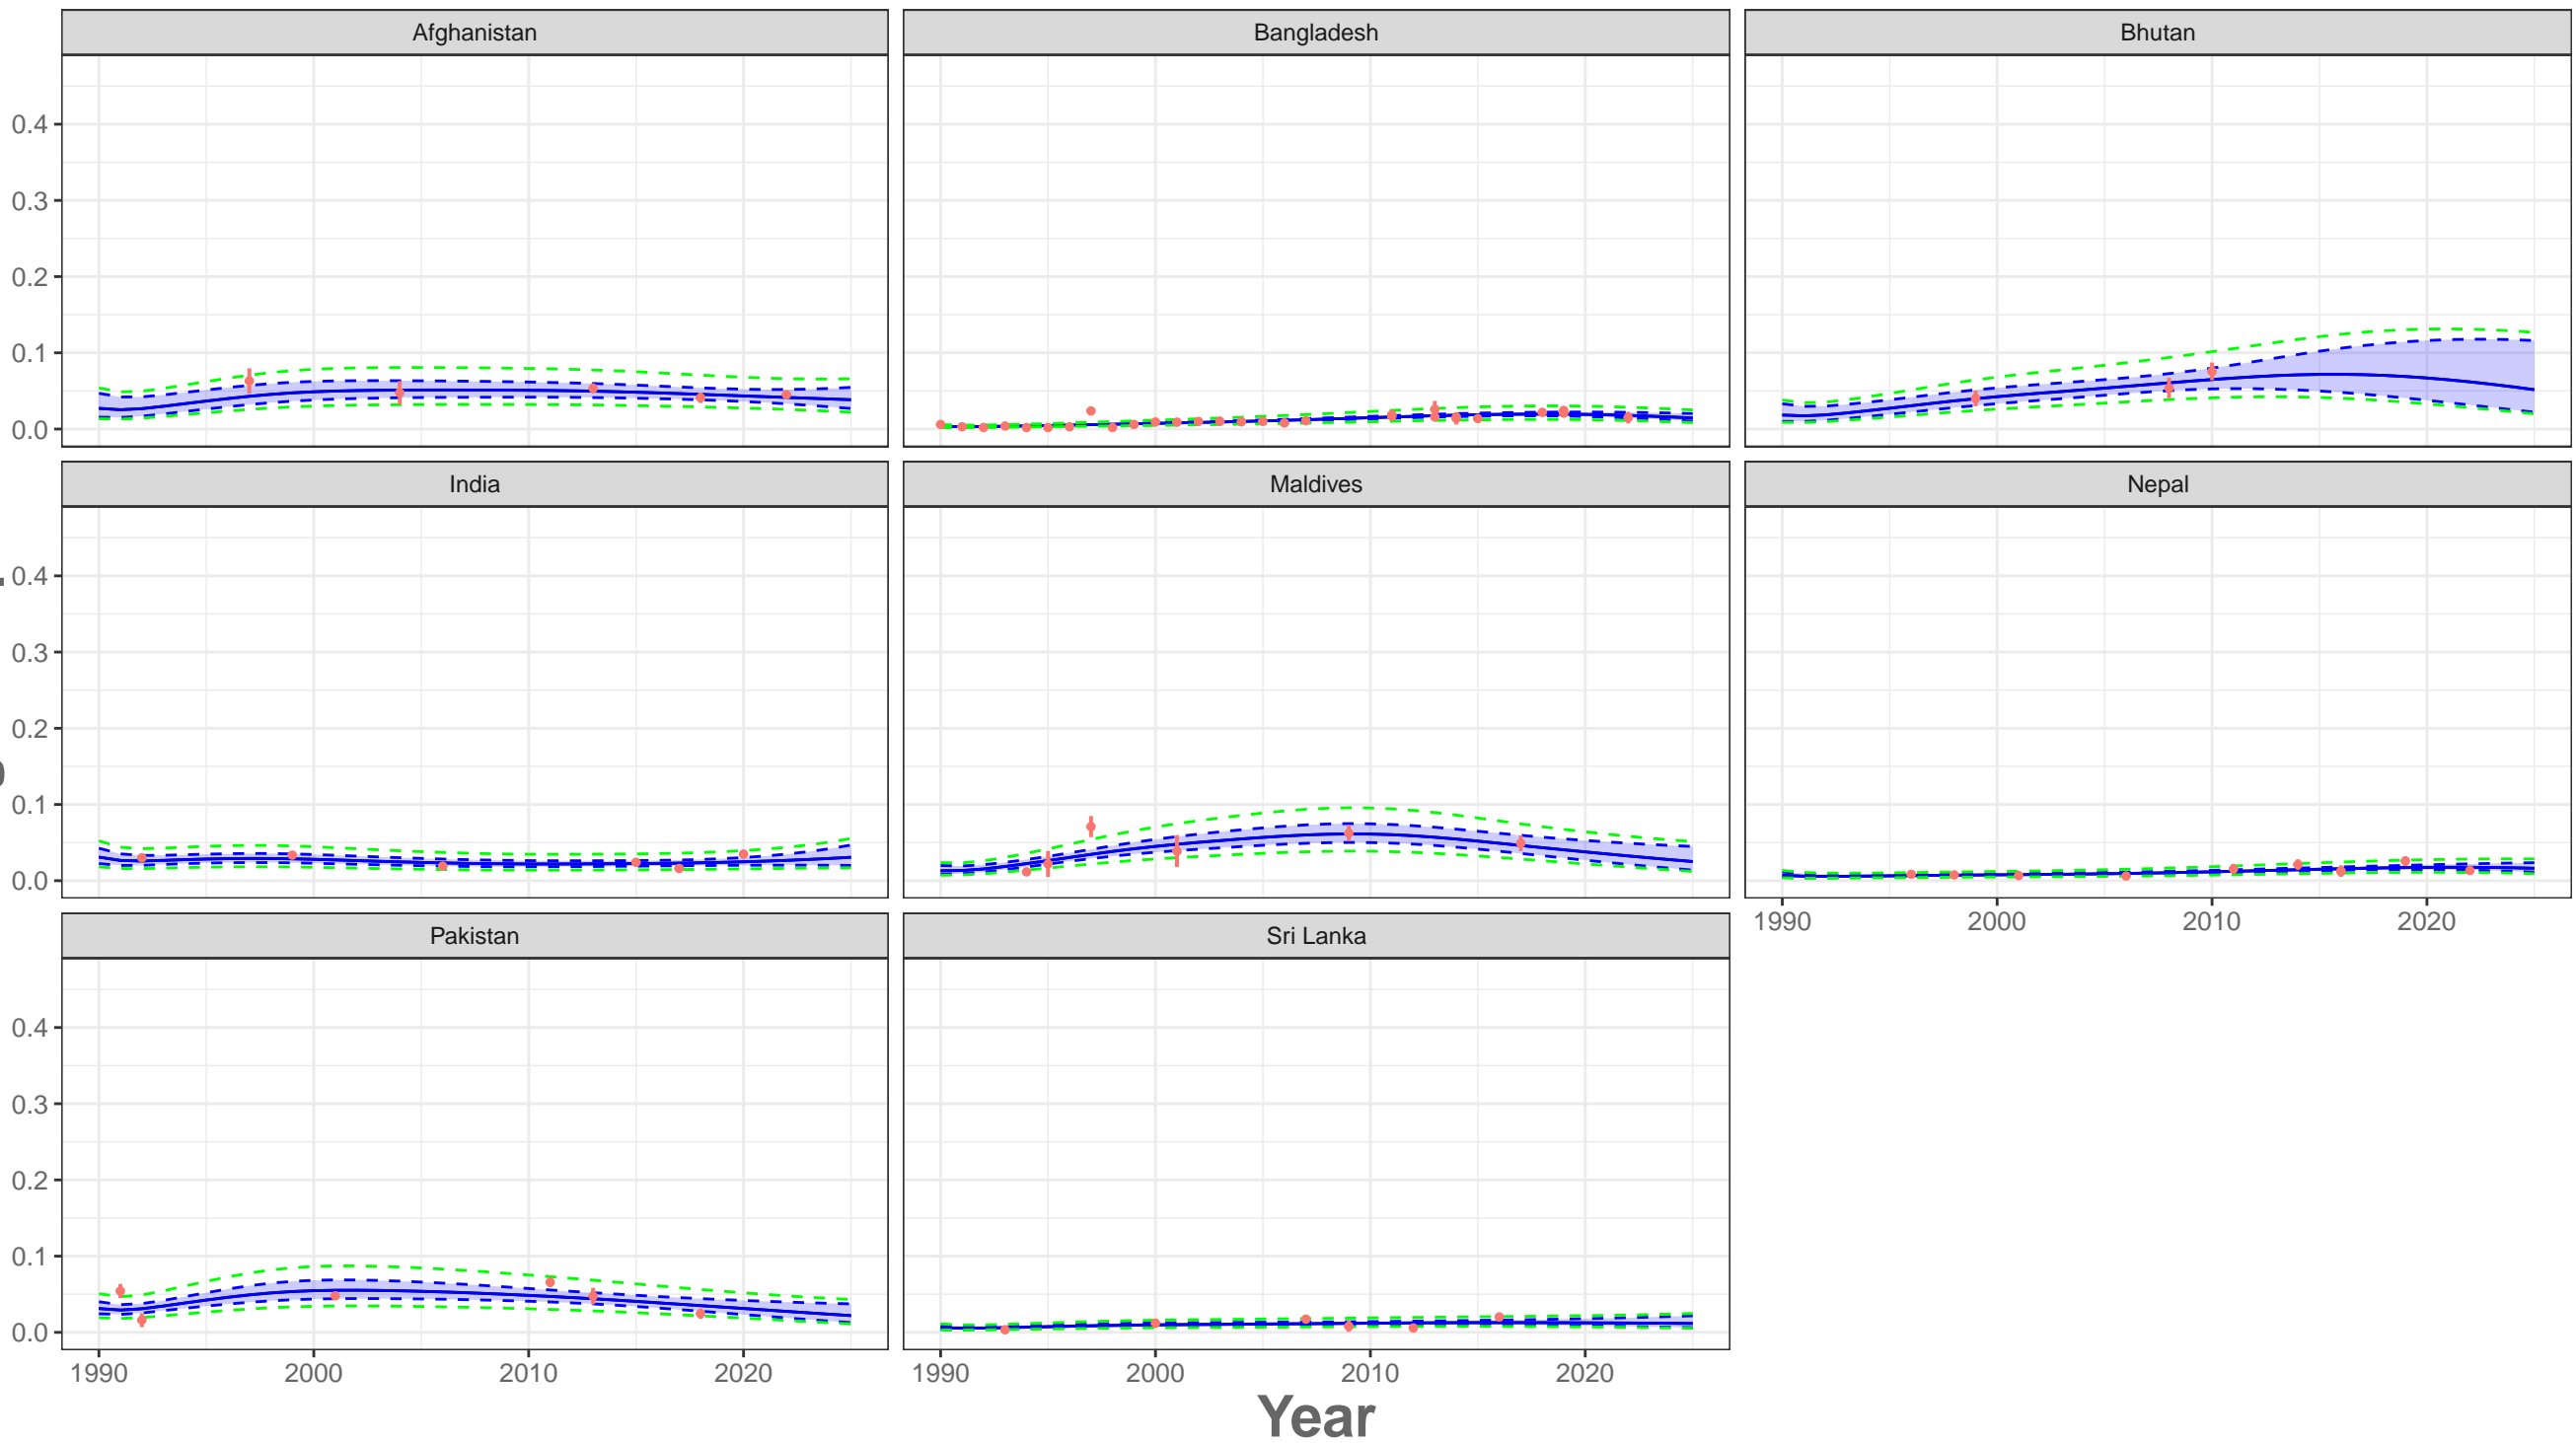 Afghanistan Bangladesh Bhutan
0.4
0.3
0.2
0.1
0.0
India Maldives Nepal
0.4
0.3
0.2
0.1
0.0
1990 2000 2010 2020
Pakistan Sri Lanka
0.4
0.3
0.2
0.1
0.0
1990 2000 2010 2020 1990 2000 2010 2020
Year